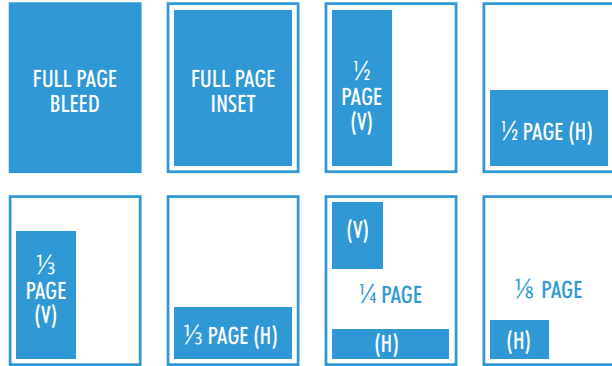 FULL PAGE
BLEED
FULL PAGE
INSET
½
PAGE
(V)
½ PAGE (H)
⅓
PAGE
(V)
⅓ PAGE (H)
(V)
¼ PAGE
(H)
⅛ PAGE
(H)